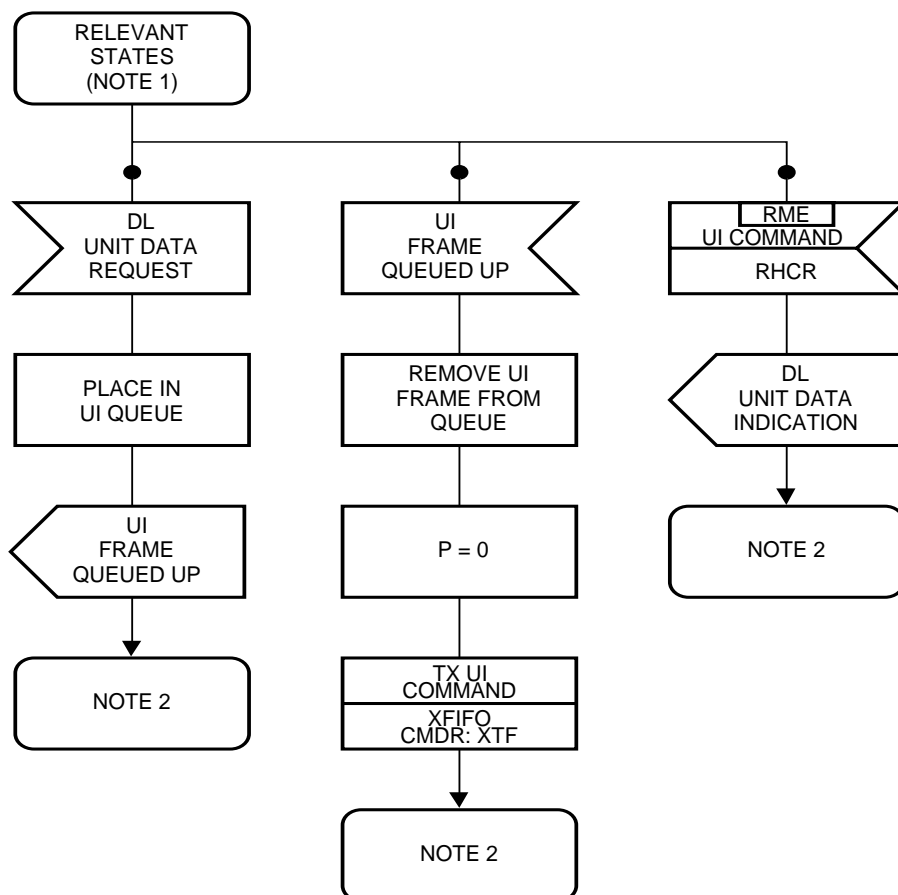 RELEVANT
STATES
(NOTE 1)
DL
UNIT DATA
REQUEST
PLACE IN
UI QUEUE
UI
FRAME
QUEUED UP
NOTE 2
UI
FRAME
QUEUED UP
REMOVE UI
FRAME FROM
QUEUE
P = 0
TX UI
COMMAND
XFIFO
CMDR: XTF
NOTE 2
RME
UI COMMAND
RHCR
DL
UNIT DATA
INDICATION
NOTE 2